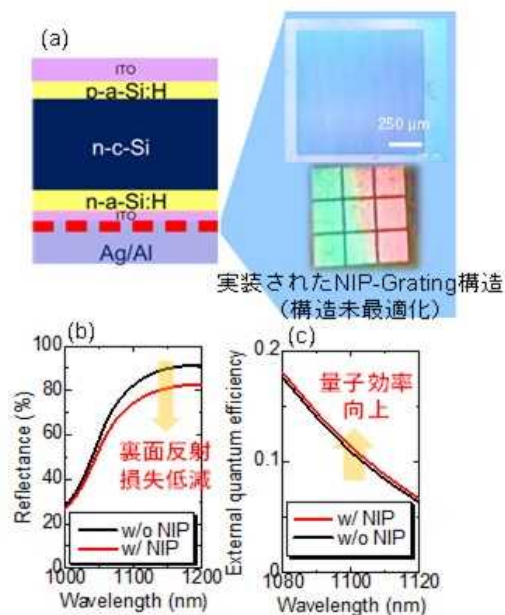 (a)
ITO
p-a-Si:H
n-c-Si
n-a-Si:H
ITO
Ag/Al
250 μm
実装されたNIP-Grating構造
（構造未最適化）
(b)
100
80
60
40
20
0
Reflectance (%)
裏面反射
損失低減
w/o NIP
w/ NIP
1000
1100
1200
Wavelength (nm)
(c)
0.2
0.1
0
External quantum efficiency
量子効率
向上
w/ NIP
w/o NIP
1080
1100
1120
Wavelength (nm)